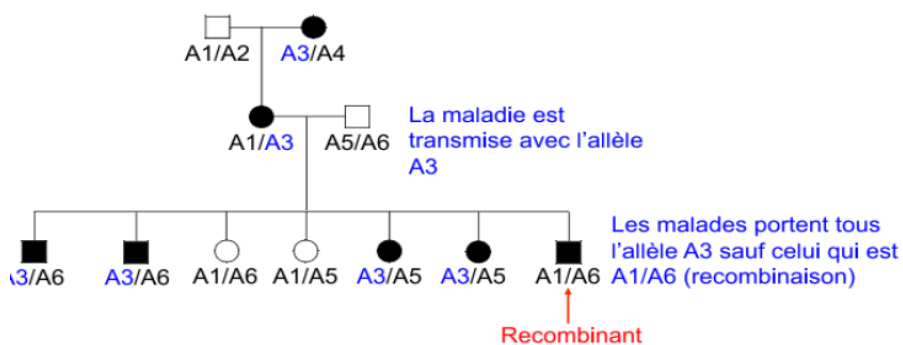 A1/A2 A3/A4
A1/A3 A5/A6
La maladie est
transmise avec l'allèle
A3
Les malades portent tous
l'allèle A3 sauf celui qui est
A1/A6 (recombinaison)
A3/A6 A3/A6 A1/A6 A1/A5 A3/A5 A3/A5 A1/A6
Recombinant